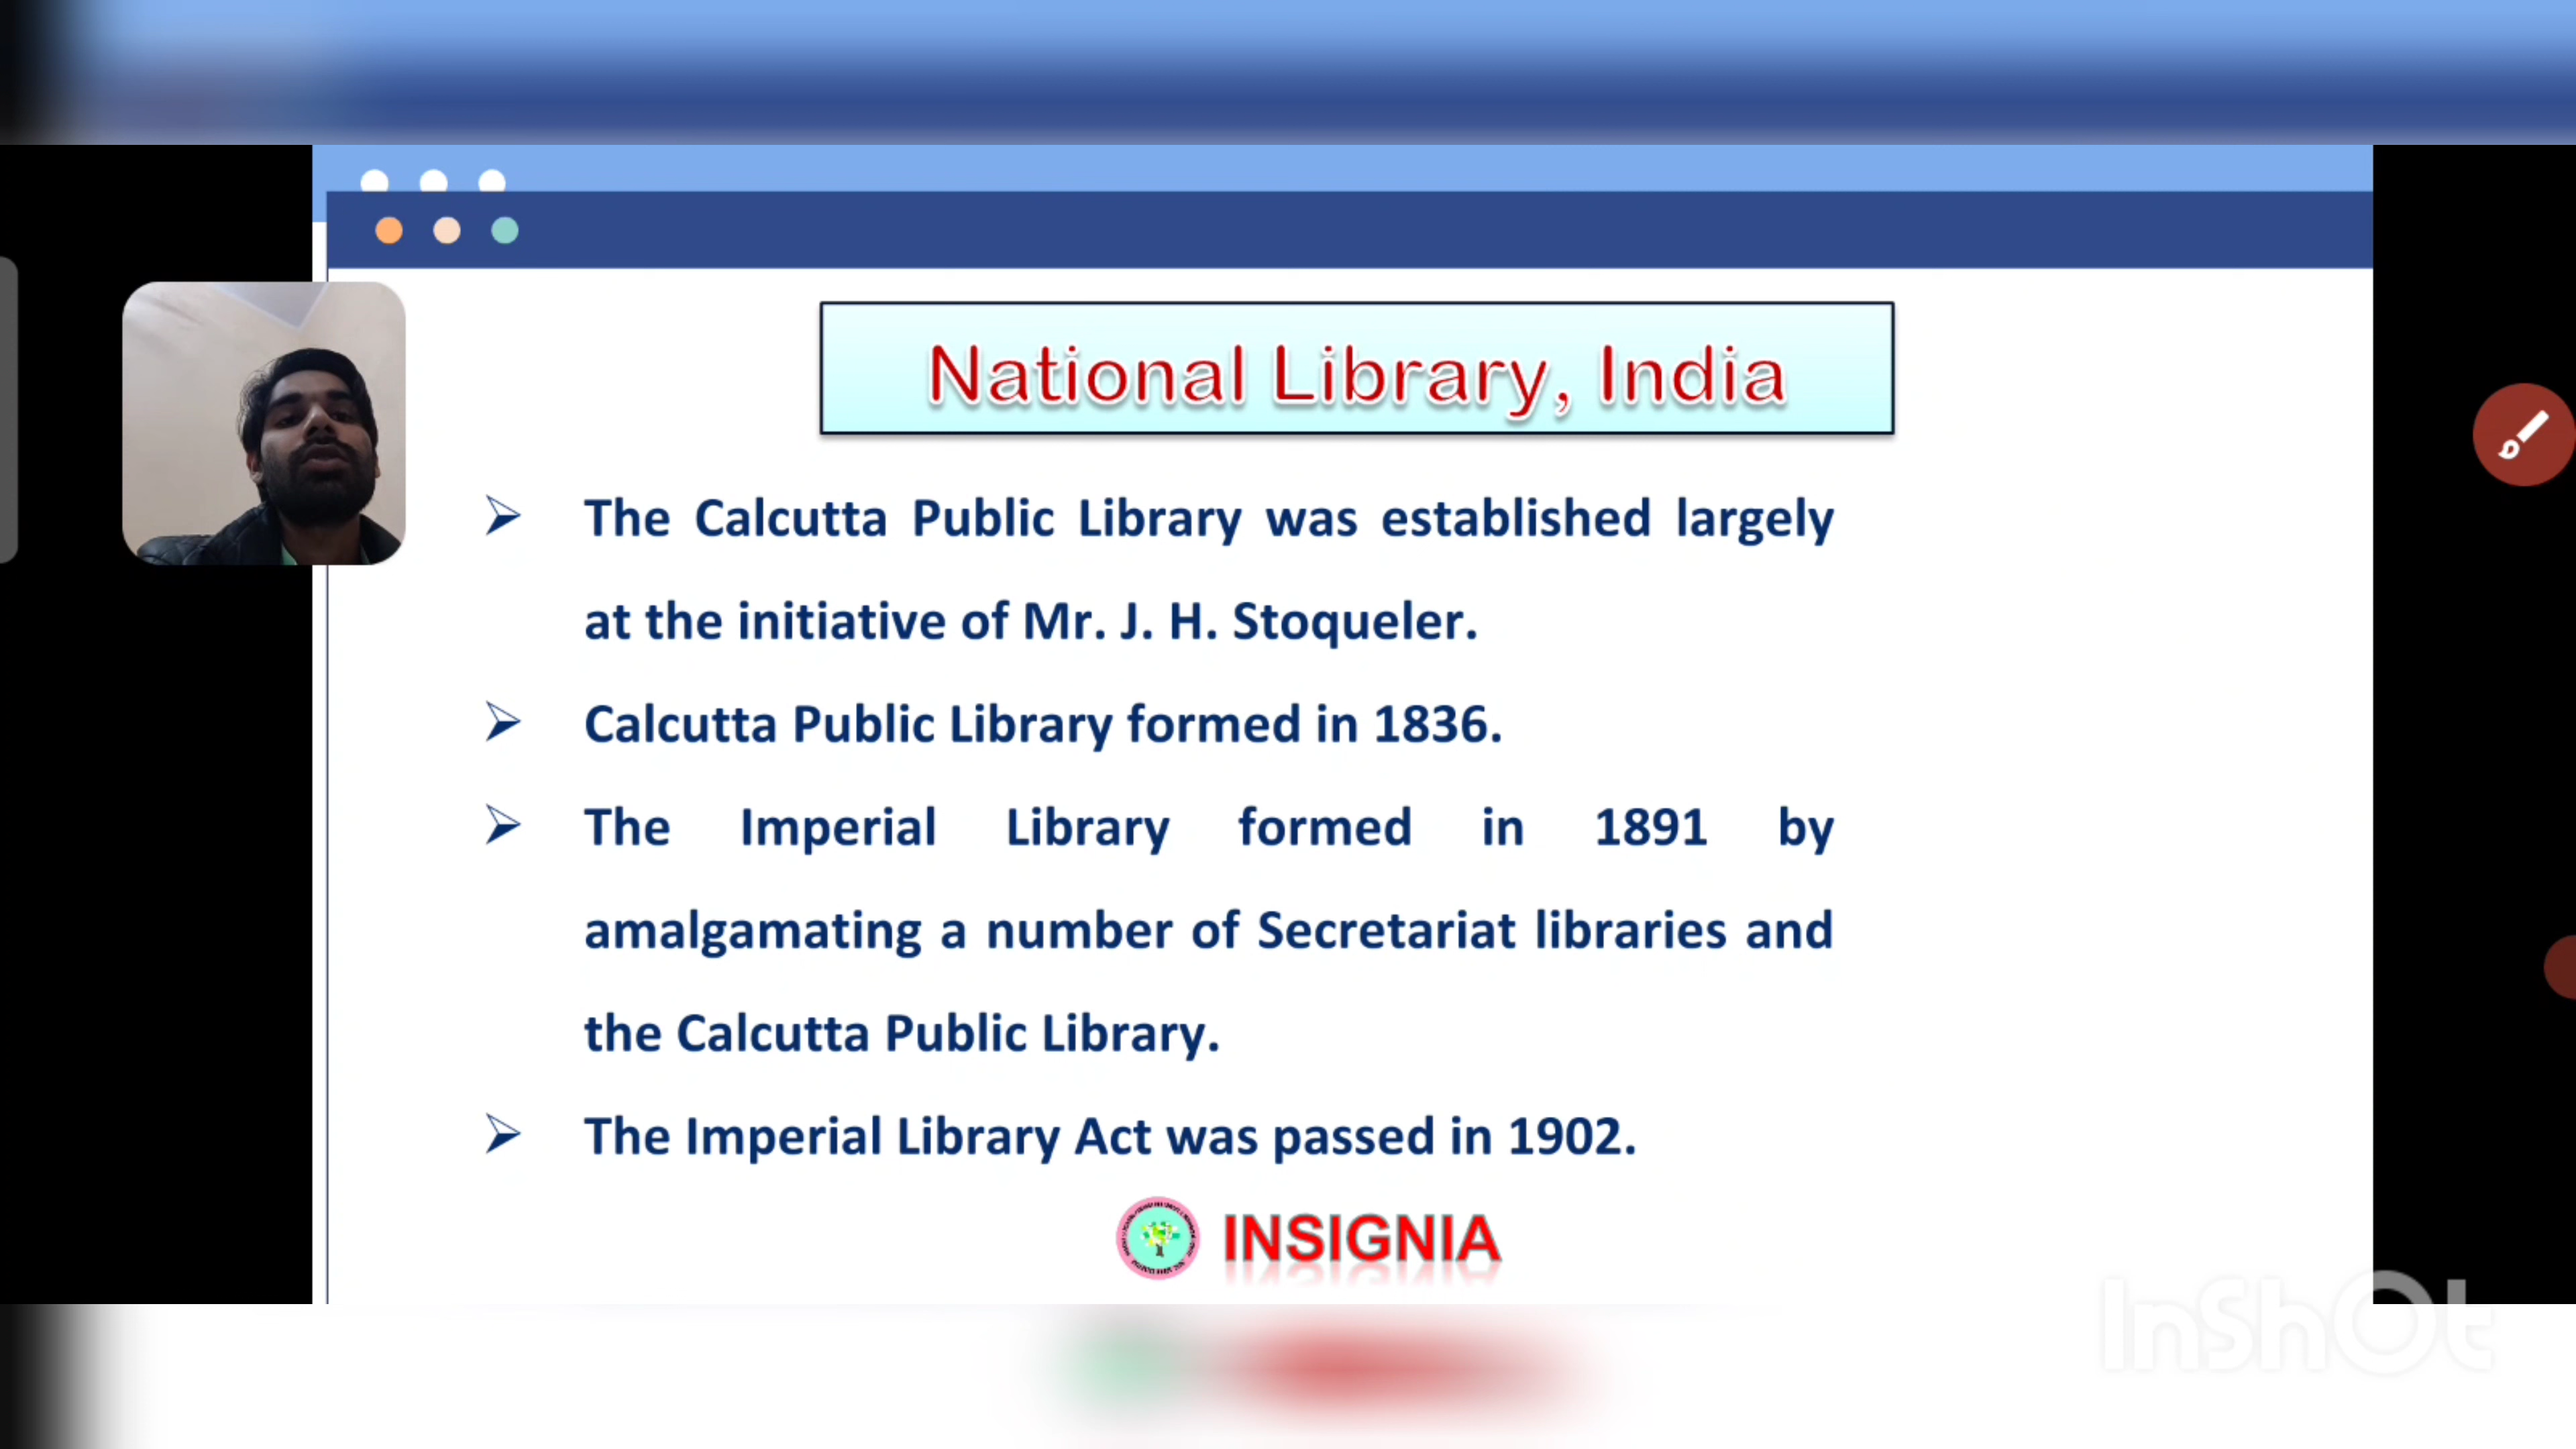 National Library, India
➢ The Calcutta Public Library was established largely
at the initiative of Mr. J. H. Stoqueler.
➢ Calcutta Public Library formed in 1836.
➢ The Imperial Library formed in 1891 by
amalgamating a number of Secretariat libraries and
the Calcutta Public Library.
➢ The Imperial Library Act was passed in 1902.
INSIGNIA
InShOt